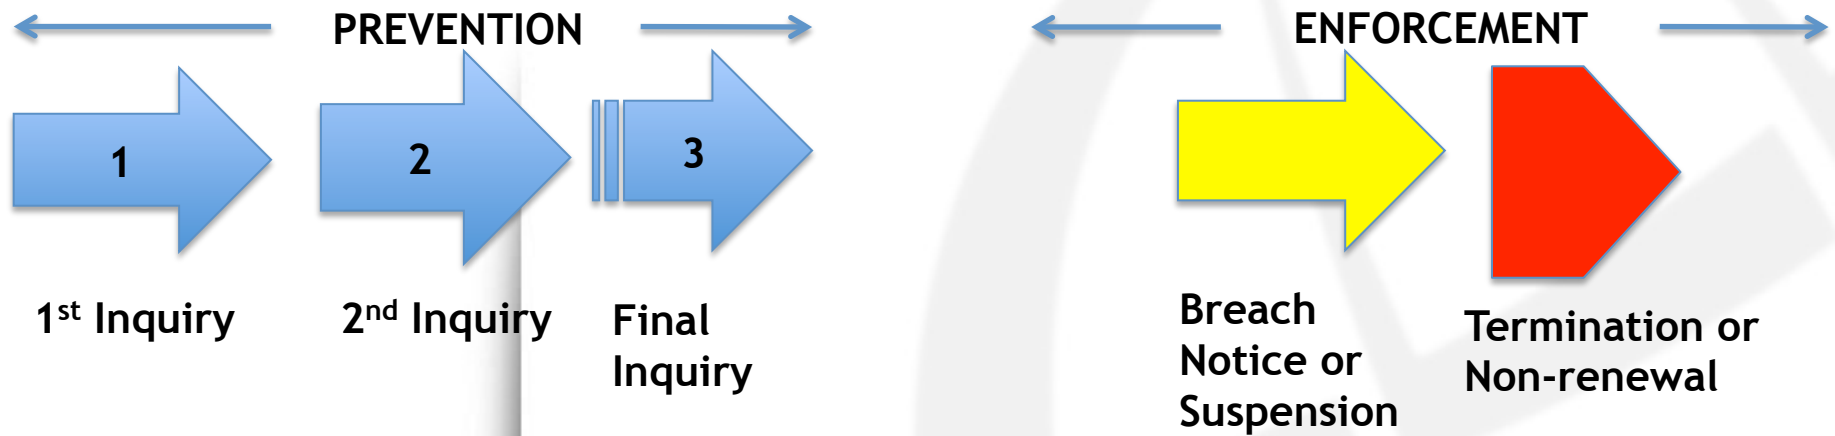 PREVENTION
ENFORCEMENT
1
2
3
1st Inquiry
2nd Inquiry
Final
Inquiry
Breach
Notice or
Suspension
Termination or
Non-renewal